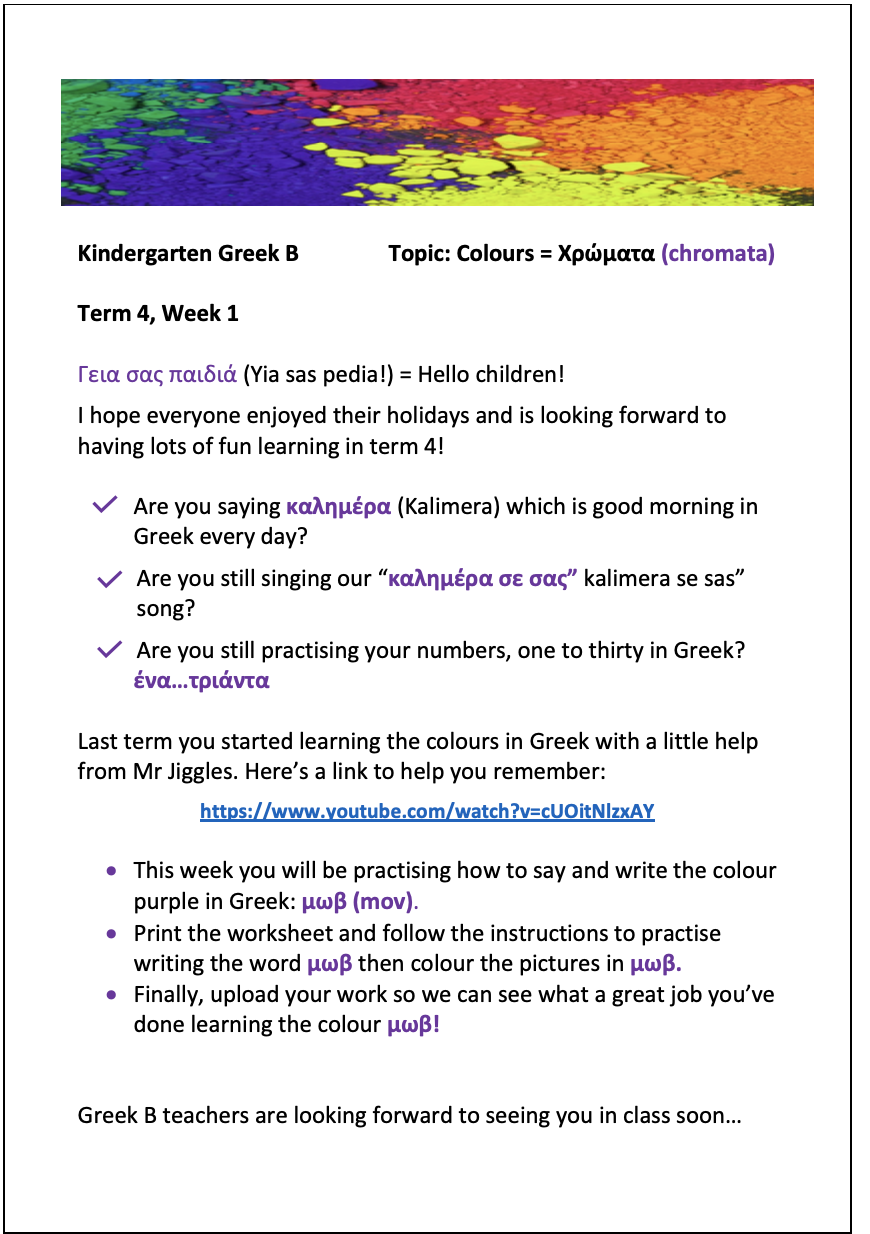 Kindergarten Greek B Topic: Colours = Χρώματα (chromata)
Term 4, Week 1
Γεια σας παιδιά (Yia sas pedia!) = Hello children!
I hope everyone enjoyed their holidays and is looking forward to
having lots of fun learning in term 4!
✓ Are you saying καλημέρα (Kalimera) which is good morning in
Greek every day?
✓ Are you still singing our “καλημέρα σε σας” kalimera se sas”
song?
✓ Are you still practising your numbers, one to thirty in Greek?
ένα…τριάντα
Last term you started learning the colours in Greek with a little help
from Mr Jiggles. Here’s a link to help you remember:
https://www.youtube.com/watch?v=cUOitNlzxAY
• This week you will be practising how to say and write the colour
purple in Greek: μωβ (mov).
• Print the worksheet and follow the instructions to practise
writing the word μωβ then colour the pictures in μωβ.
• Finally, upload your work so we can see what a great job you’ve
done learning the colour μωβ!
Greek B teachers are looking forward to seeing you in class soon…